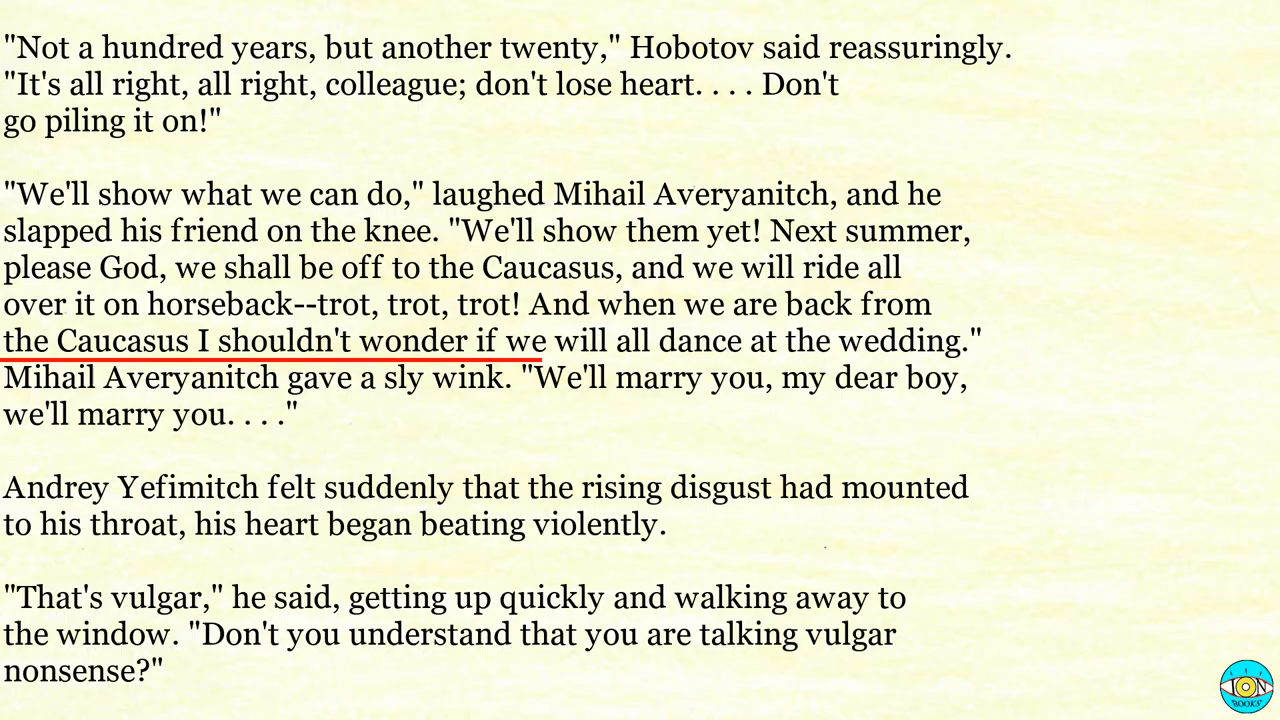 "Not a hundred years, but another twenty," Hobotov said reassuringly.
"It's all right, all right, colleague; don't lose heart. . . . Don't
go piling it on!"
"We'll show what we can do," laughed Mihail Averyanitch, and he
slapped his friend on the knee. "We'll show them yet! Next summer,
please God, we shall be off to the Caucasus, and we will ride all
over it on horseback--trot, trot, trot! And when we are back from
the Caucasus I shouldn't wonder if we will all dance at the wedding."
Mihail Averyanitch gave a sly wink. "We'll marry you, my dear boy,
we'll marry you. . . ."
Andrey Yefimitch felt suddenly that the rising disgust had mounted
to his throat, his heart began beating violently.
"That's vulgar," he said, getting up quickly and walking away to
the window. "Don't you understand that you are talking vulgar
nonsense?"
ION
BOOKS